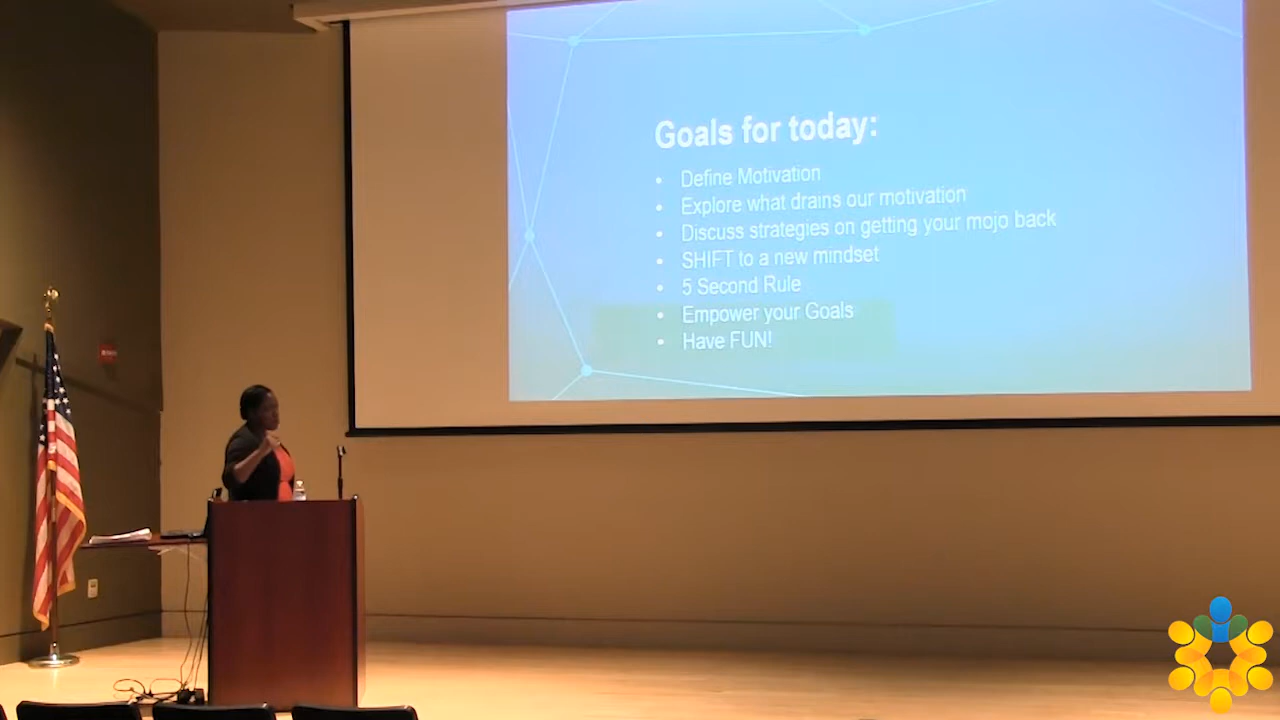 Goals for today:
• Define Motivation
• Explore what drains our motivation
• Discuss strategies on getting your mojo back
• SHIFT to a new mindset
• 5 Second Rule
• Empower your Goals
• Have FUN!